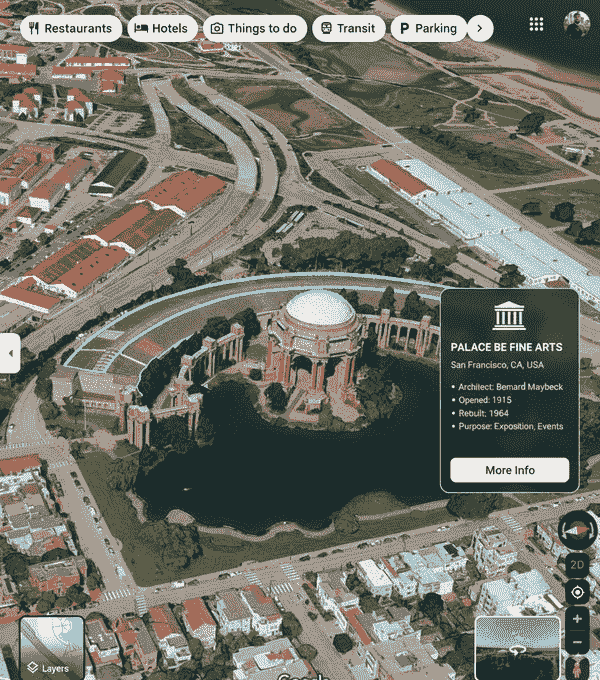 Restaurants
Hotels
Things to do
Transit
Parking
PALACE BE FINE ARTS
San Francisco, CA, USA
• Architect: Bernard Maybeck
• Opened: 1915
• Rebuilt: 1964
• Purpose: Exposition, Events
More Info
2D
Layers
Google